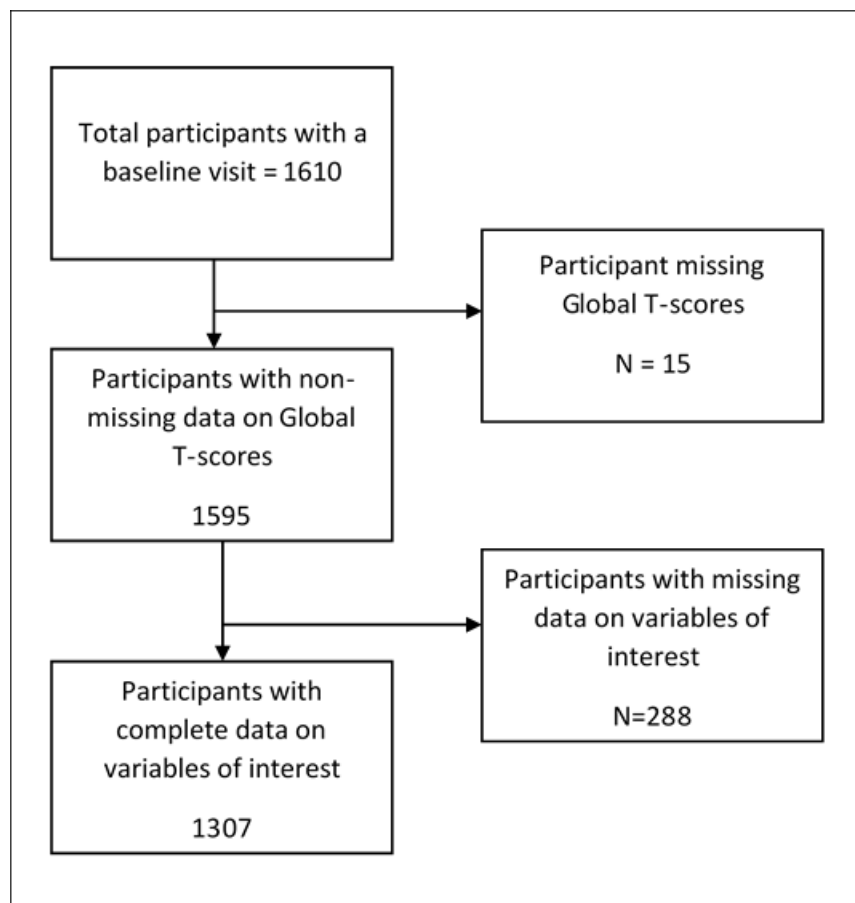 Total participants with a
baseline visit = 1610
Participant missing
Global T-scores
N = 15
Participants with non-
missing data on Global
T-scores
1595
Participants with missing
data on variables of
interest
N=288
Participants with
complete data on
variables of interest
1307